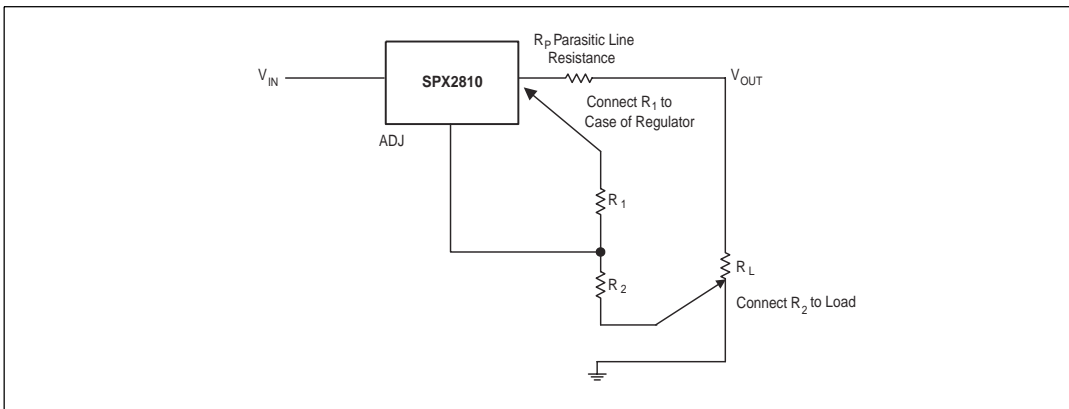 R_P Parasitic Line
Resistance
V_IN
SPX2810
V_OUT
Connect R_1 to
Case of Regulator
ADJ
R_1
R_2
R_L
Connect R_2 to Load